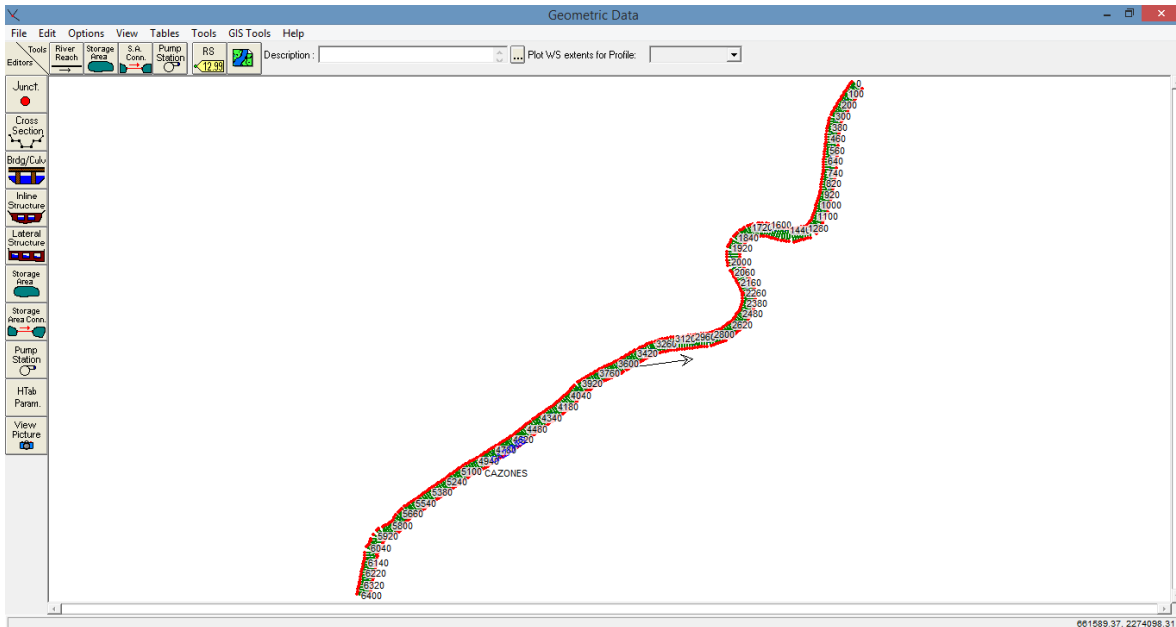 Geometric Data
File Edit Options View Tables Tools GIS Tools Help
Tools
Editors
River Reach
Storage Area
S.A. Conn.
Pump Station
RS
12.99
Description :
...
Plot WS extents for Profile:
Junct.
Cross Section
Brdg/Culv
Inline Structure
Lateral Structure
Storage Area
Storage Area Conn.
Pump Station
HTab Param.
View Picture
0
100
200
300
380
460
560
640
740
820
920
1000
1100
1280
1440
1600
1720
1840
1920
2000
2060
2160
2260
2380
2480
2620
2800
2960
3120
3260
3420
3600
3760
3920
4040
4180
4340
4480
4620
4780
4940
CAZONES
5100
5240
5380
5540
5660
5800
5920
6040
6140
6220
6320
6400
661589.37, 2274098.31